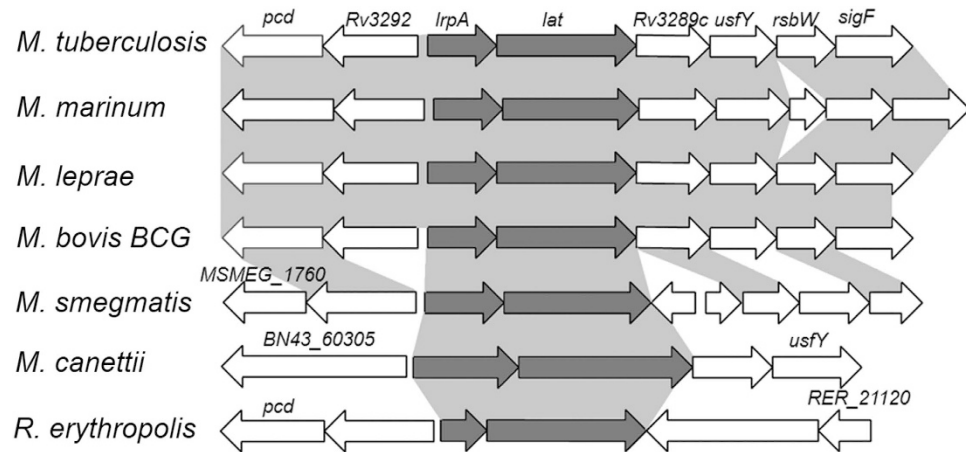 pcd Rv3292 lrpA lat Rv3289c usfY rsbW sigF
M. tuberculosis
M. marinum
M. leprae
M. bovis BCG
MSMEG_1760
M. smegmatis
BN43_60305 usfY
M. canettii
pcd RER_21120
R. erythropolis